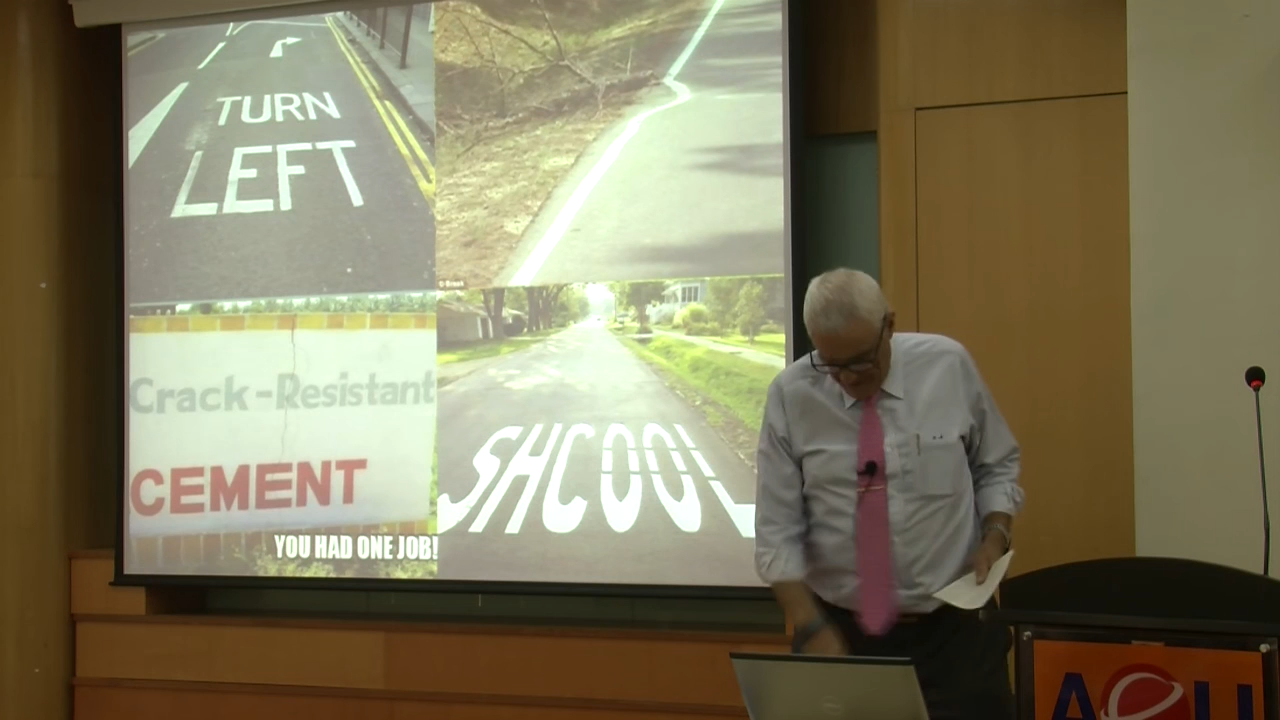 TURN
LEFT
Crack-Resistant
CEMENT
YOU HAD ONE JOB!
SHCOOL